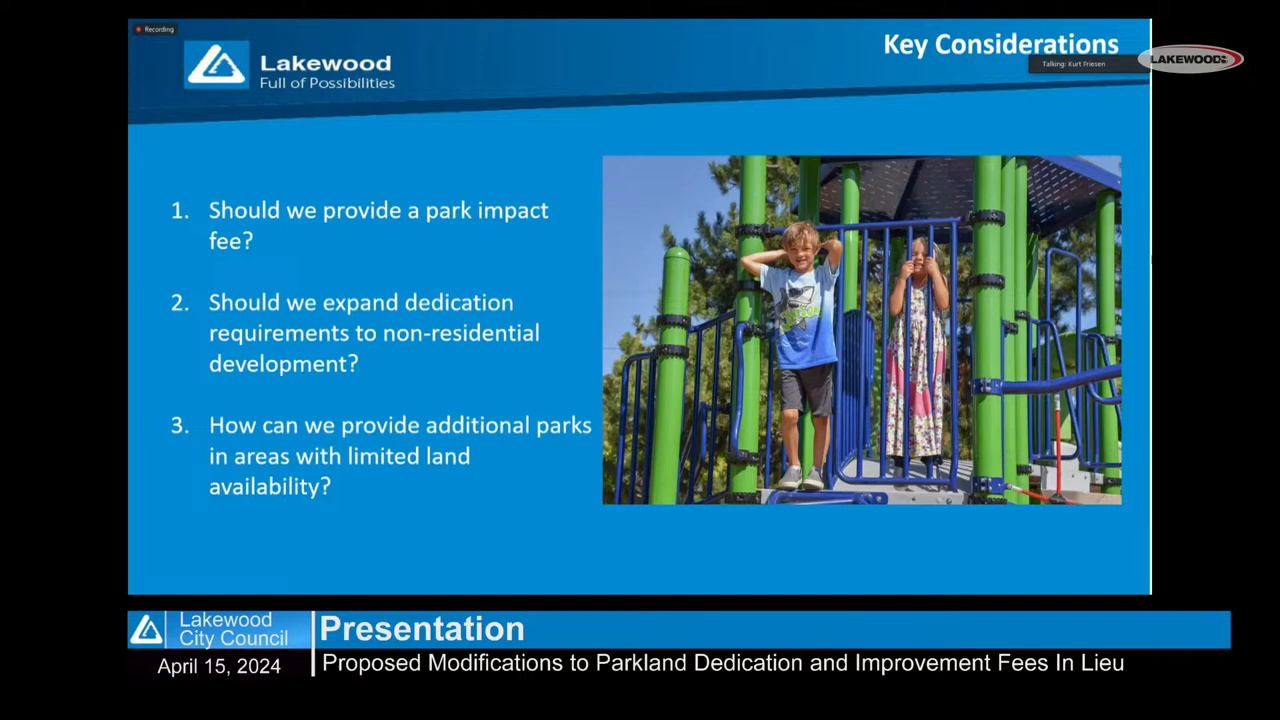 Recording
Lakewood
Full of Possibilities
Key Considerations
Talking: Kurt Friesen
LAKEWOOD
1. Should we provide a park impact
fee?
2. Should we expand dedication
requirements to non-residential
development?
3. How can we provide additional parks
in areas with limited land
availability?
Lakewood
City Council
Presentation
April 15, 2024
Proposed Modifications to Parkland Dedication and Improvement Fees In Lieu